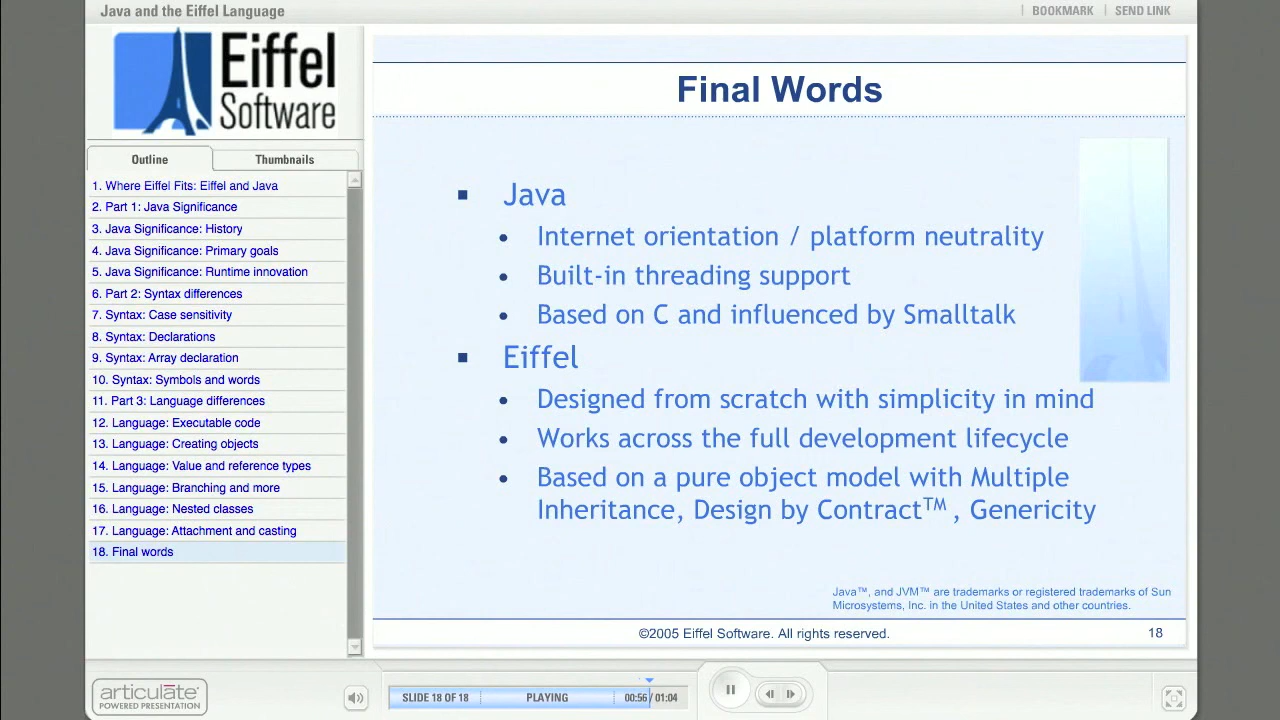 Java and the Eiffel Language
BOOKMARK
SEND LINK
Eiffel
Software
Outline
Thumbnails
1. Where Eiffel Fits: Eiffel and Java
2. Part 1: Java Significance
3. Java Significance: History
4. Java Significance: Primary goals
5. Java Significance: Runtime innovation
6. Part 2: Syntax differences
7. Syntax: Case sensitivity
8. Syntax: Declarations
9. Syntax: Array declaration
10. Syntax: Symbols and words
11. Part 3: Language differences
12. Language: Executable code
13. Language: Creating objects
14. Language: Value and reference types
15. Language: Branching and more
16. Language: Nested classes
17. Language: Attachment and casting
18. Final words
Final Words
Java
Internet orientation / platform neutrality
Built-in threading support
Based on C and influenced by Smalltalk
Eiffel
Designed from scratch with simplicity in mind
Works across the full development lifecycle
Based on a pure object model with Multiple
Inheritance, Design by Contract™ , Genericity
Java™, and JVM™ are trademarks or registered trademarks of Sun
Microsystems, Inc. in the United States and other countries.
©2005 Eiffel Software. All rights reserved.
18
articulate®
POWERED PRESENTATION
SLIDE 18 OF 18
PLAYING
00:56 / 01:04